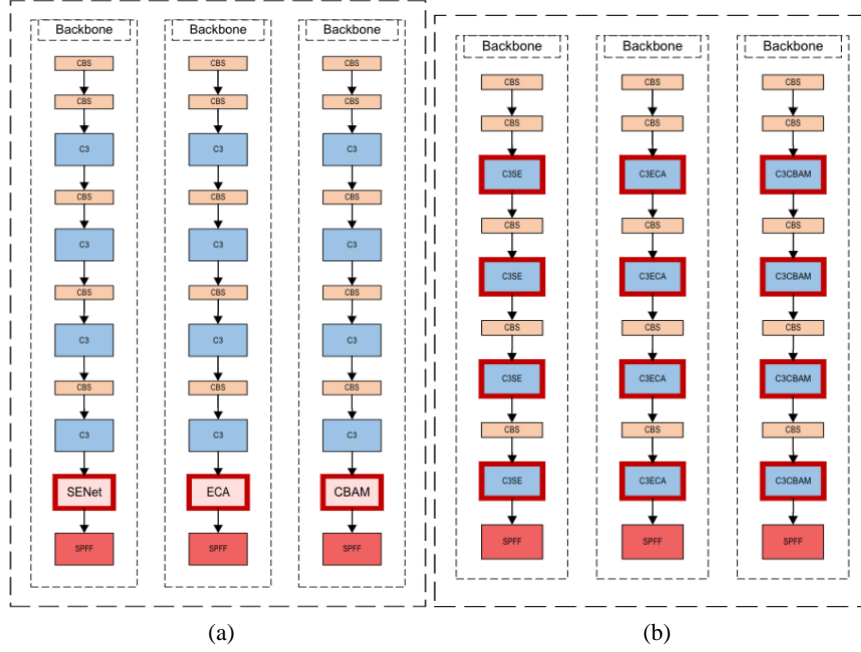 Backbone Backbone Backbone
CBS CBS CBS
CBS CBS CBS
C3 C3 C3
CBS CBS CBS
C3 C3 C3
CBS CBS CBS
C3 C3 C3
CBS CBS CBS
C3 C3 C3
SENet ECA CBAM
SPFF SPFF SPFF
(a)
Backbone Backbone Backbone
CBS CBS CBS
CBS CBS CBS
C3SE C3ECA C3CBAM
CBS CBS CBS
C3SE C3ECA C3CBAM
CBS CBS CBS
C3SE C3ECA C3CBAM
CBS CBS CBS
C3SE C3ECA C3CBAM
SPFF SPFF SPFF
(b)